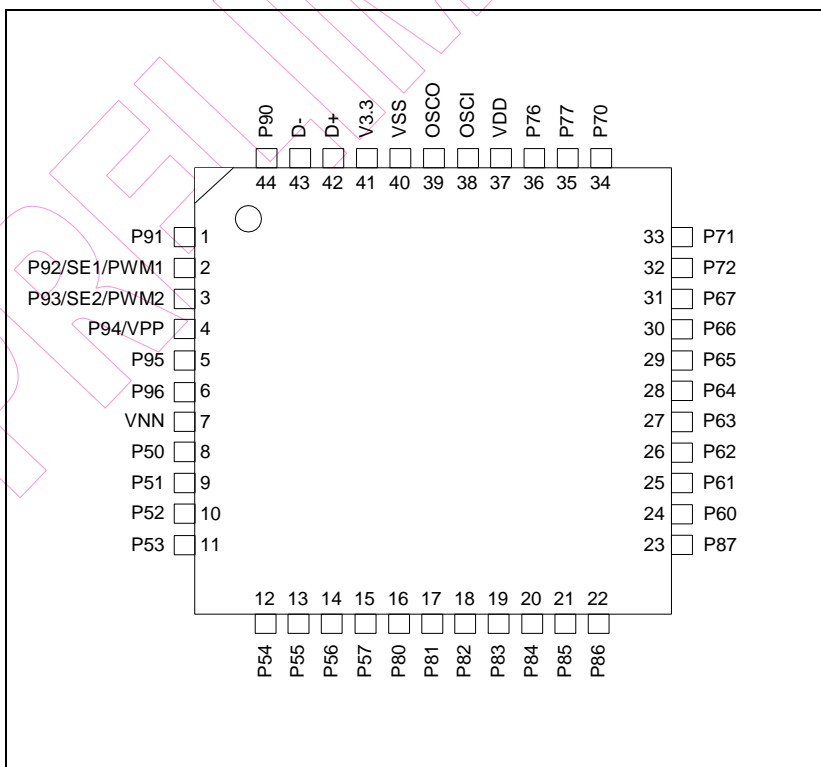 P90 D- D+ V3.3 VSS OSCO OSCI VDD P76 P77 P70
44 43 42 41 40 39 38 37 36 35 34
P91 1
P92/SE1/PWM1 2
P93/SE2/PWM2 3
P94/VPP 4
P95 5
P96 6
VNN 7
P50 8
P51 9
P52 10
P53 11
33 P71
32 P72
31 P67
30 P66
29 P65
28 P64
27 P63
26 P62
25 P61
24 P60
23 P87
12 13 14 15 16 17 18 19 20 21 22
P54 P55 P56 P57 P80 P81 P82 P83 P84 P85 P86